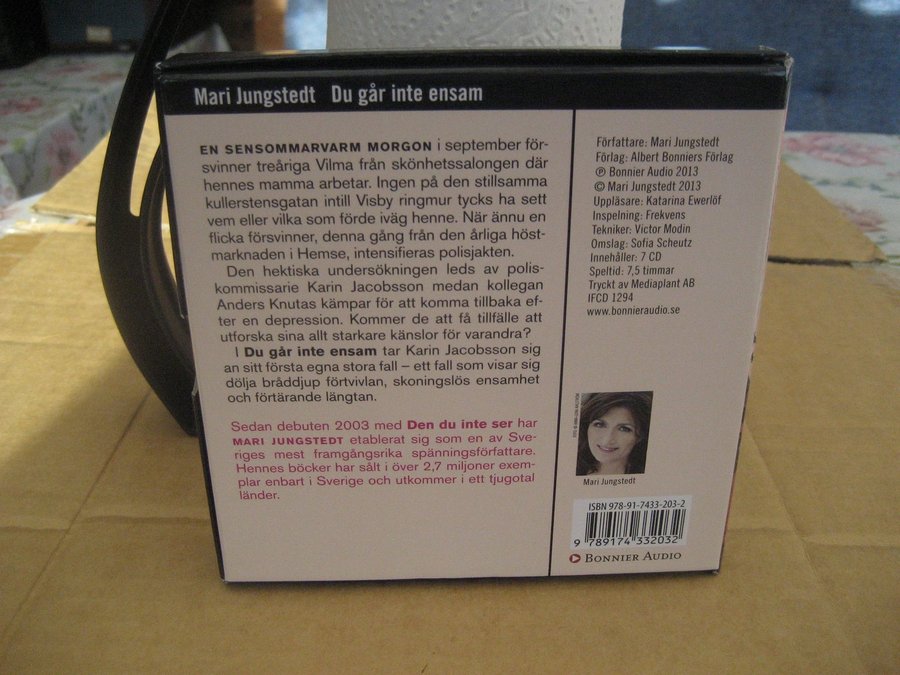 Mari Jungstedt Du går inte ensam
EN SENSOMMARVARM MORGON i september för-
svinner treåriga Vilma från skönhetssalongen där
hennes mamma arbetar. Ingen på den stillsamma
kullerstensgatan intill Visby ringmur tycks ha sett
vem eller vilka som förde iväg henne. När ännu en
flicka försvinner, denna gång från den årliga höst-
marknaden i Hemse, intensifieras polisjakten.
Den hektiska undersökningen leds av polis-
kommissarie Karin Jacobsson medan kollegan
Anders Knutas kämpar för att komma tillbaka ef-
ter en depression. Kommer de att få tillfälle att
utforska sina allt starkare känslor för varandra?
I Du går inte ensam tar Karin Jacobsson sig
an sitt första egna stora fall – ett fall som visar sig
dölja bråddjup förtvivlan, skoningslös ensamhet
och förtärande längtan.
Sedan debuten 2003 med Den du inte ser har
MARI JUNGSTEDT etablerat sig som en av Sve-
riges mest framgångsrika spänningsförfattare.
Hennes böcker har sålt i över 2,7 miljoner exem-
plar enbart i Sverige och utkommer i ett tjugotal
länder.
Författare: Mari Jungstedt
Förlag: Albert Bonniers Förlag
℗ Bonnier Audio 2013
© Mari Jungstedt 2013
Uppläsare: Katarina Ewerlöf
Inspelning: Frekvens
Tekniker: Victor Modin
Omslag: Sofia Scheutz
Innehåller: 7 CD
Speltid: 7,5 timmar
Tryckt av Mediaplant AB
IFCD 1294
www.bonnieraudio.se
Mari Jungstedt
ISBN 978-91-7433-203-2
9 789174 332032
BONNIER AUDIO